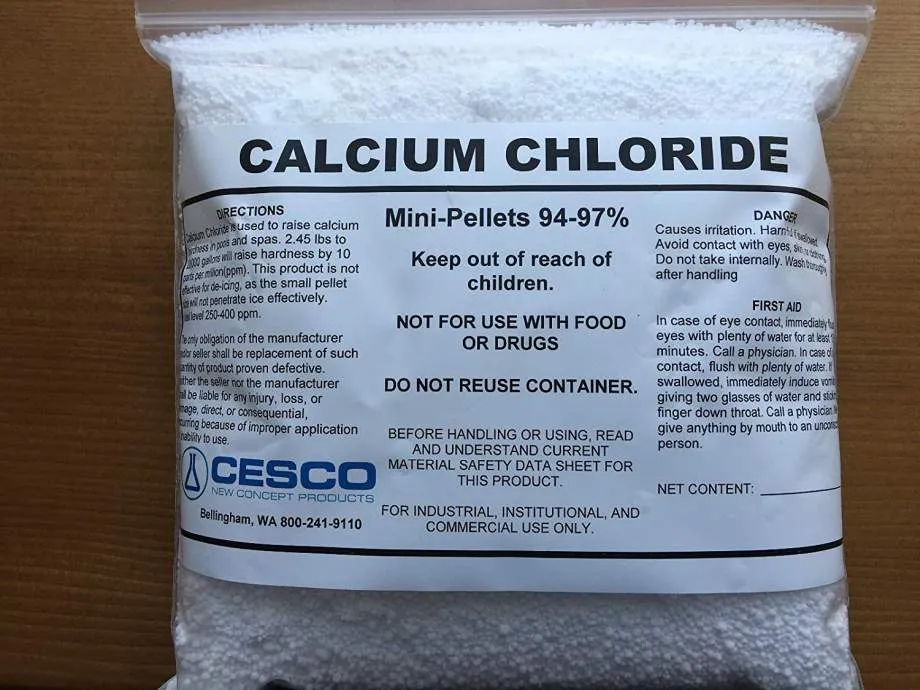 CALCIUM CHLORIDE
DIRECTIONS
Calcium Chloride is used to raise calcium
hardness in pools and spas. 2.45 lbs to
gallons will raise hardness by 10
parts per million(ppm). This product is not
effective for de-icing, as the small pellet
will not penetrate ice effectively.
level 250-400 ppm.
The only obligation of the manufacturer
seller shall be replacement of such
quantity of product proven defective.
the seller nor the manufacturer
be liable for any injury, loss, or
direct, or consequential,
because of improper application
to use.
CESCO
NEW CONCEPT PRODUCTS
Bellingham, WA 800-241-9110
Mini-Pellets 94-97%
Keep out of reach of
children.
NOT FOR USE WITH FOOD
OR DRUGS
DO NOT REUSE CONTAINER.
BEFORE HANDLING OR USING, READ
AND UNDERSTAND CURRENT
MATERIAL SAFETY DATA SHEET FOR
THIS PRODUCT.
FOR INDUSTRIAL, INSTITUTIONAL, AND
COMMERCIAL USE ONLY.
DANGER
Causes irritation. Harmful if swallowed.
Avoid contact with eyes, skin,
Do not take internally. Wash
after handling
FIRST AID
In case of eye contact, immediately
eyes with plenty of water for at least
minutes. Call a physician. In case of
contact, flush with plenty of water. If
swallowed, immediately induce
giving two glasses of water and
finger down throat. Call a physician.
give anything by mouth to an
person.
NET CONTENT: